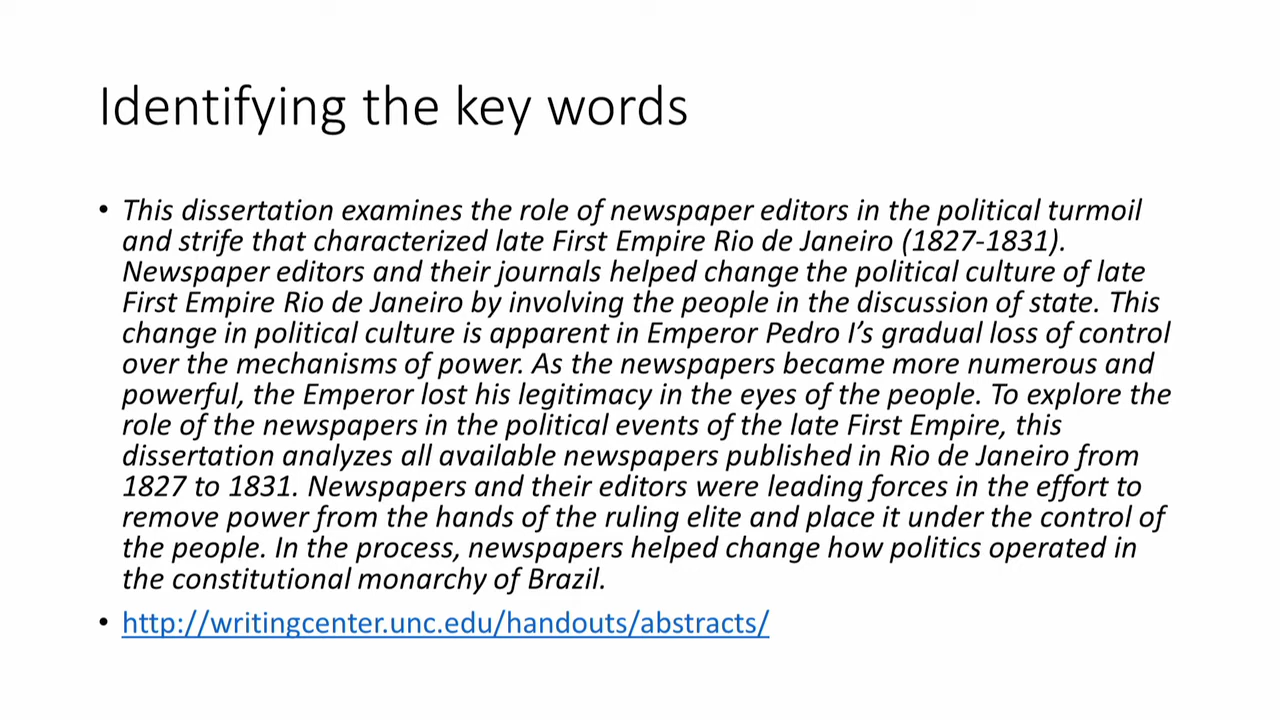 Identifying the key words
• This dissertation examines the role of newspaper editors in the political turmoil
and strife that characterized late First Empire Rio de Janeiro (1827-1831).
Newspaper editors and their journals helped change the political culture of late
First Empire Rio de Janeiro by involving the people in the discussion of state. This
change in political culture is apparent in Emperor Pedro I’s gradual loss of control
over the mechanisms of power. As the newspapers became more numerous and
powerful, the Emperor lost his legitimacy in the eyes of the people. To explore the
role of the newspapers in the political events of the late First Empire, this
dissertation analyzes all available newspapers published in Rio de Janeiro from
1827 to 1831. Newspapers and their editors were leading forces in the effort to
remove power from the hands of the ruling elite and place it under the control of
the people. In the process, newspapers helped change how politics operated in
the constitutional monarchy of Brazil.
• http://writingcenter.unc.edu/handouts/abstracts/